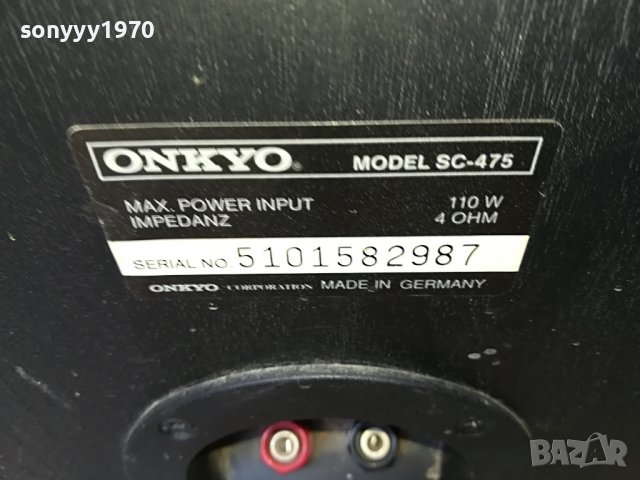 sonyyy1970
ONKYO® MODEL SC-475
MAX. POWER INPUT 110 W
IMPEDANZ 4 OHM
SERIAL NO. 5101582987
ONKYO CORPORATION MADE IN GERMANY
BAZAR